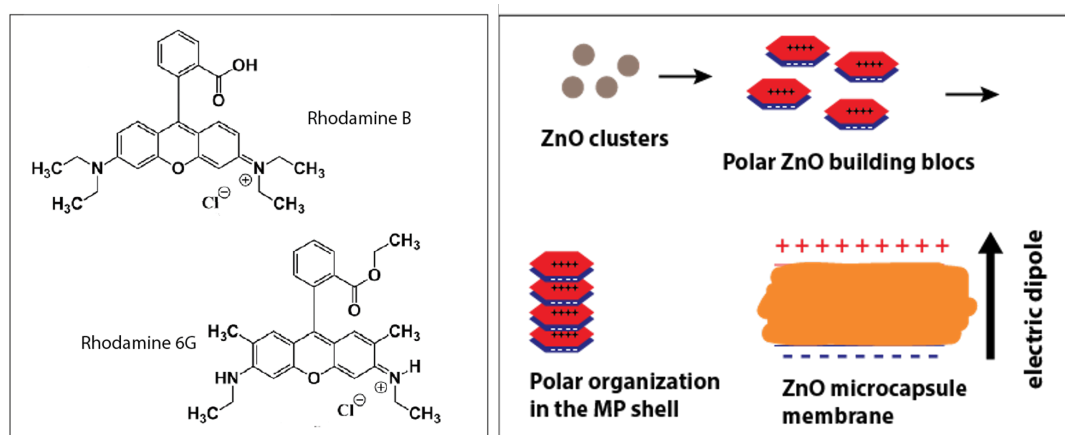 OH
O
Rhodamine B
H₃C
N
O
N
⊕
CH₃
H₃C
Cl⊖
CH₃
CH₃
O
O
Rhodamine 6G
H₃C
CH₃
HN
O
N
H
⊕
CH₃
Cl⊖
CH₃
ZnO clusters
++++
++++
++++
++++
Polar ZnO building blocs
++++
++++
++++
++++
Polar organization
in the MP shell
+ + + + + + + + +
- - - - - - - - -
ZnO microcapsule
membrane
electric dipole